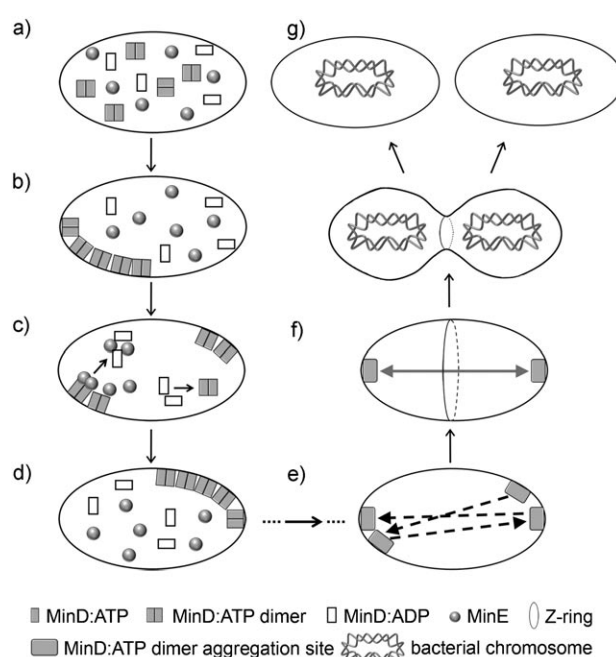 a)
g)
b)
c)
f)
d)
e)
MinD:ATP MinD:ATP dimer MinD:ADP MinE Z-ring
MinD:ATP dimer aggregation site bacterial chromosome